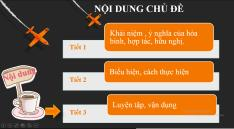 NỘI DUNG CHỦ ĐỀ
Khái niệm , ý nghĩa của hòa
bình, hợp tác, hữu nghị.
Tiết 1
Biểu hiện, cách thực hiện
Tiết 2
Nội dung
Luyện tập, vận dụng
Tiết 3